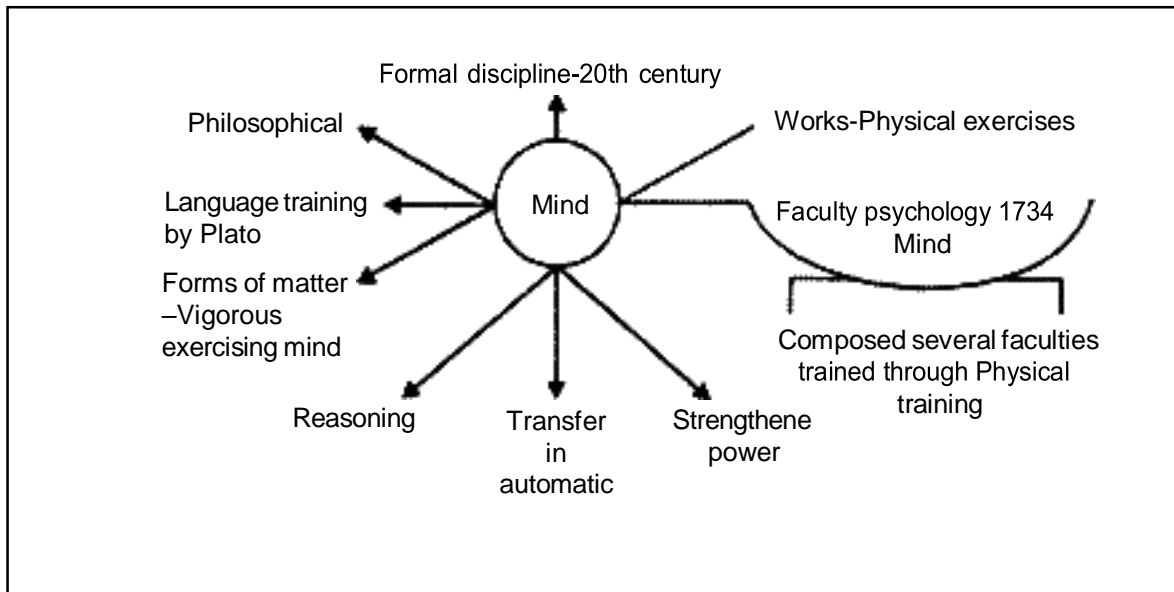 Formal discipline-20th century
Philosophical
Works-Physical exercises
Language training
by Plato
Mind
Faculty psychology 1734
Mind
Forms of matter
–Vigorous
exercising mind
Composed several faculties
trained through Physical
training
Reasoning
Transfer
in
automatic
Strengthene
power